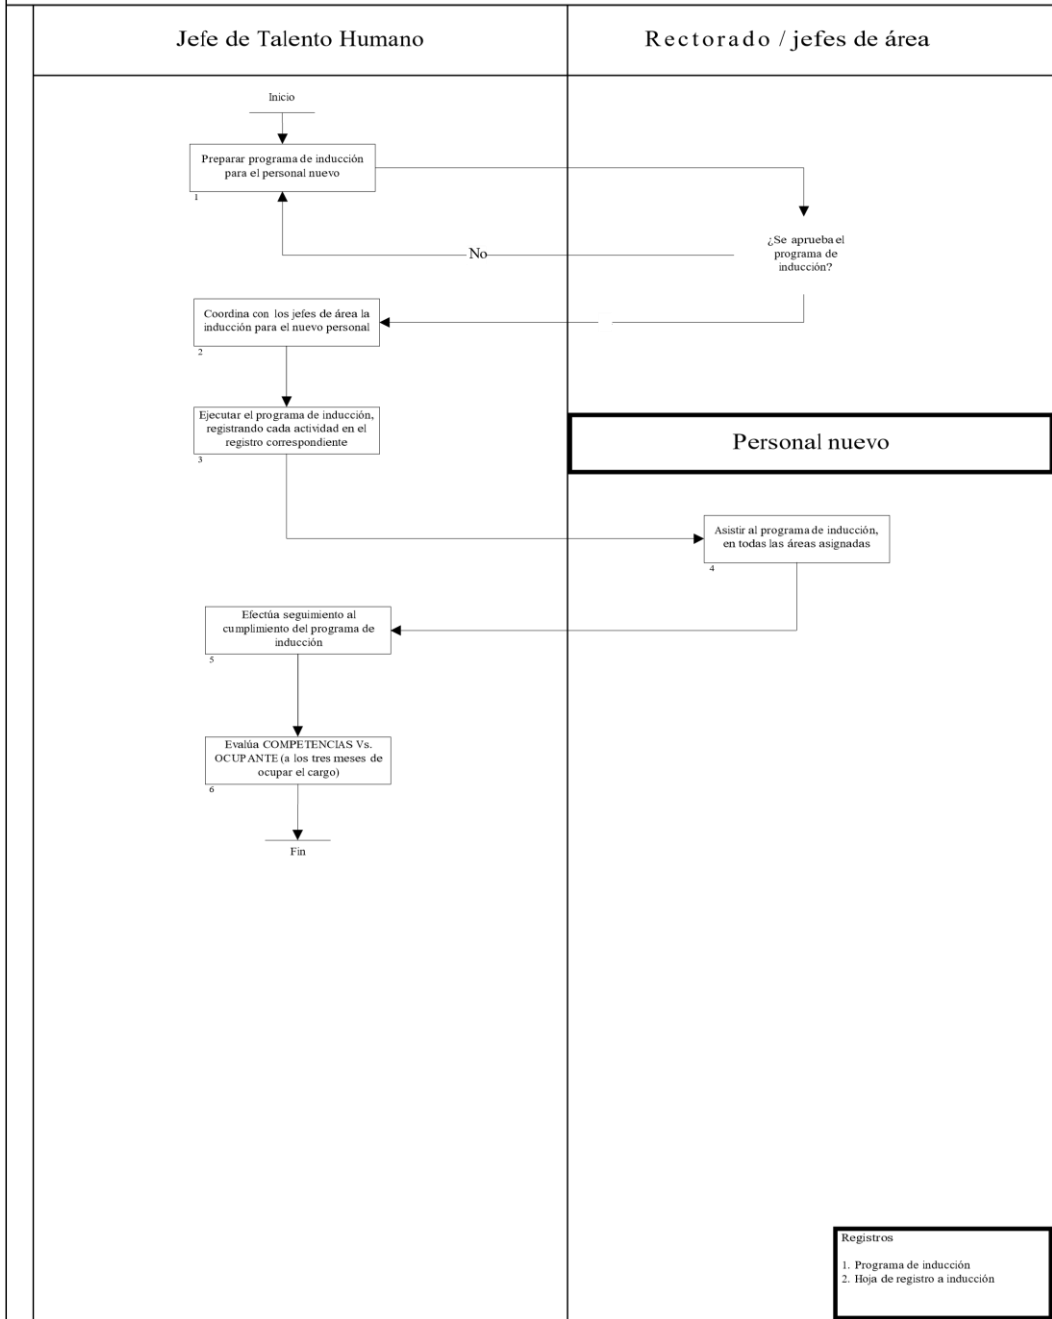 Jefe de Talento Humano
Rectorado / jefes de área
Inicio
Preparar programa de inducción
para el personal nuevo
1
¿Se aprueba el
programa de
inducción?
No
Coordina con los jefes de área la
inducción para el nuevo personal
2
Ejecutar el programa de inducción,
registrando cada actividad en el
registro correspondiente
3
Personal nuevo
Asistir al programa de inducción,
en todas las áreas asignadas
4
Efectúa seguimiento al
cumplimiento del programa de
inducción
5
Evalúa COMPETENCIAS Vs.
OCUPANTE (a los tres meses de
ocupar el cargo)
6
Fin
Registros
1. Programa de inducción
2. Hoja de registro a inducción